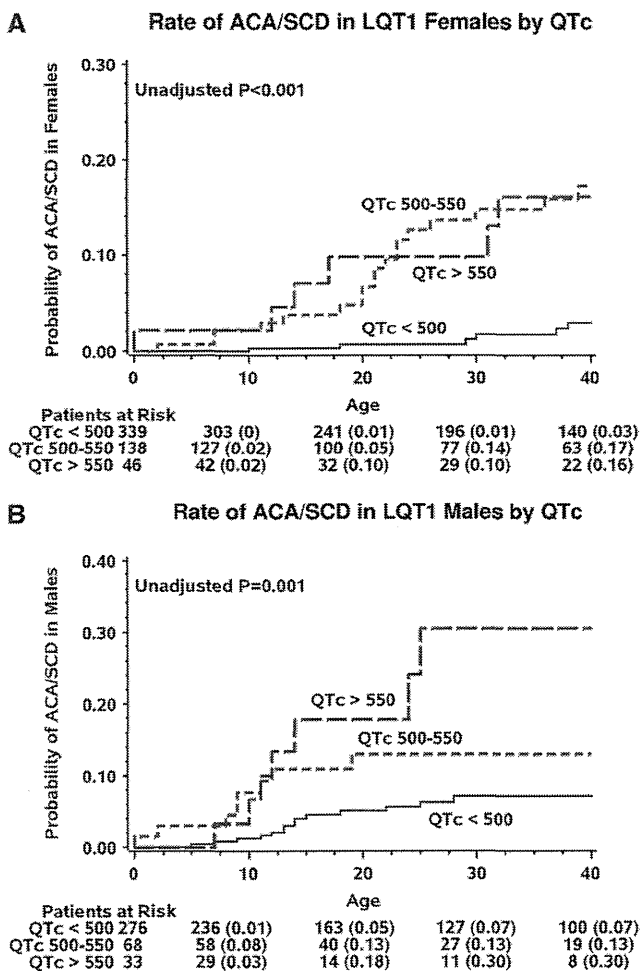 A
Rate of ACA/SCD in LQT1 Females by QTc
Probability of ACA/SCD in Females
0.30
0.20
0.10
0.00
Unadjusted P<0.001
QTc 500-550
QTc > 550
QTc < 500
0 10 20 30 40
Age
Patients at Risk
QTc < 500 339 303 (0) 241 (0.01) 196 (0.01) 140 (0.03)
QTc 500-550 138 127 (0.02) 100 (0.05) 77 (0.14) 63 (0.17)
QTc > 550 46 42 (0.02) 32 (0.10) 29 (0.10) 22 (0.16)
B
Rate of ACA/SCD in LQT1 Males by QTc
Probability of ACA/SCD in Males
0.40
0.30
0.20
0.10
0.00
Unadjusted P=0.001
QTc > 550
QTc 500-550
QTc < 500
0 10 20 30 40
Age
Patients at Risk
QTc < 500 276 236 (0.01) 163 (0.05) 127 (0.07) 100 (0.07)
QTc 500-550 68 58 (0.08) 40 (0.13) 27 (0.13) 19 (0.13)
QTc > 550 33 29 (0.03) 14 (0.18) 11 (0.30) 8 (0.30)